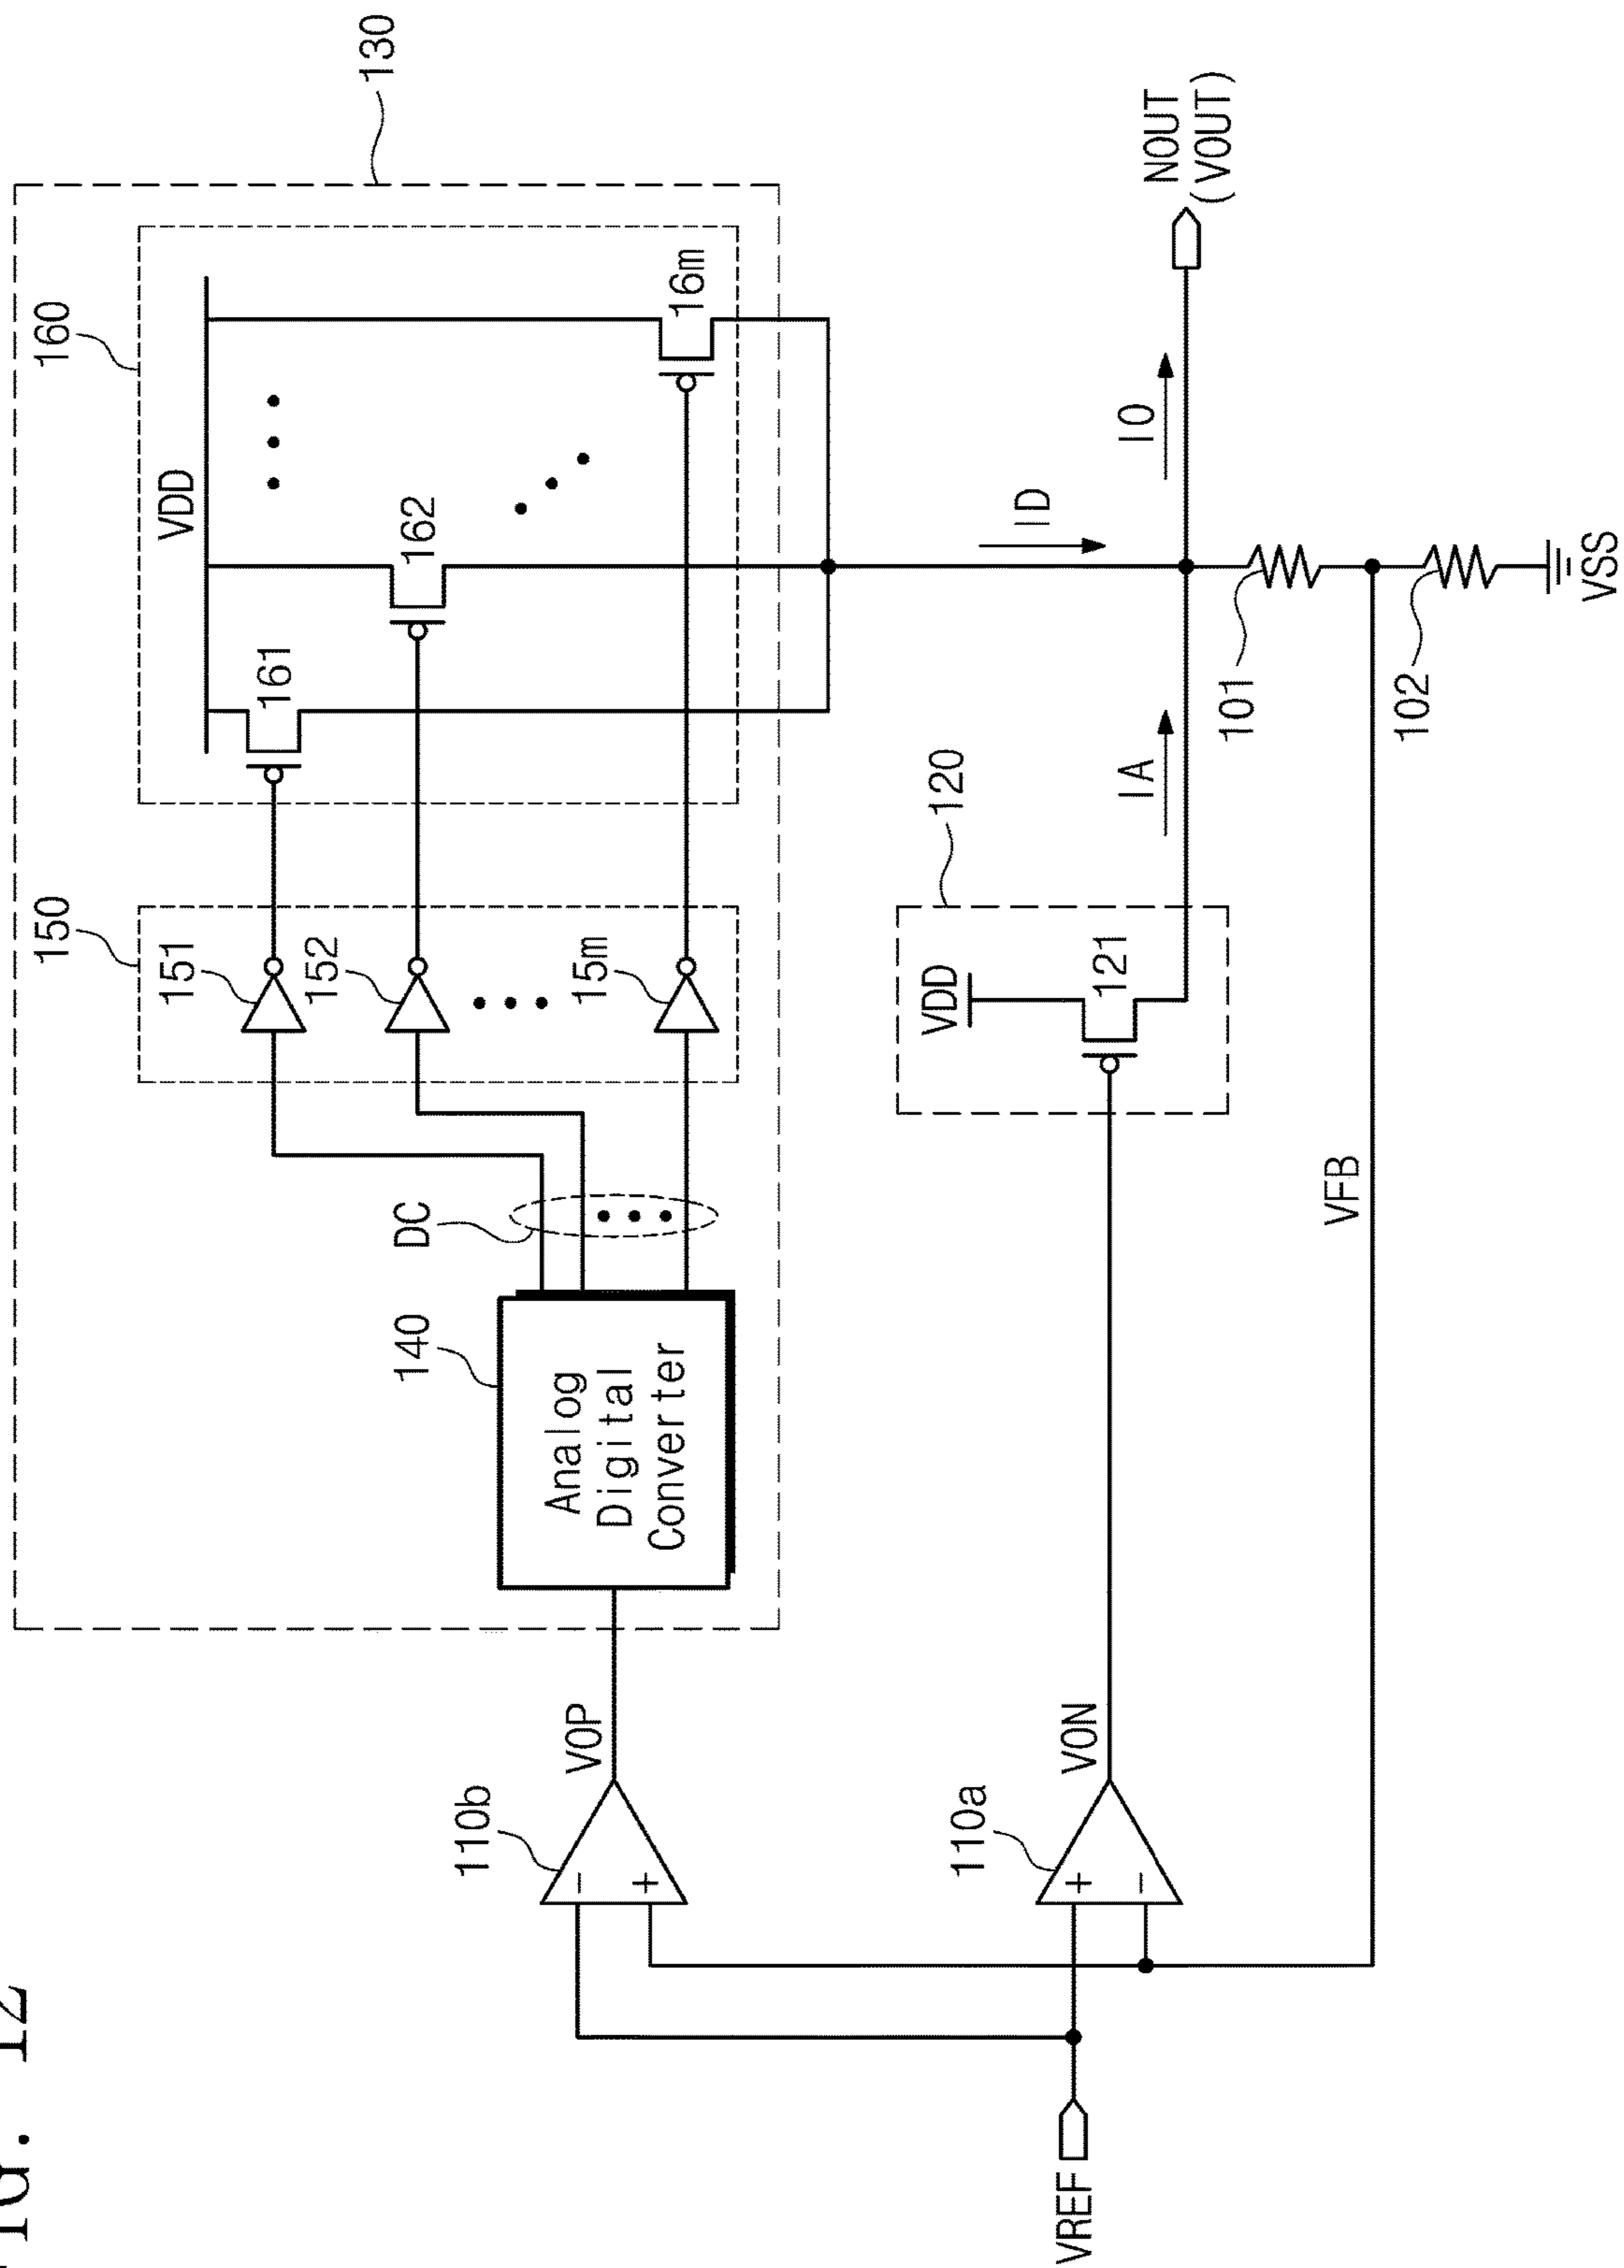 FIG. 12
130
160
150
VDD
161
162
16m
151
152
15m
DC
140
Analog
Digital
Converter
110b
VOP
120
VDD
121
IA
ID
IO
NOUT
(VOUT)
110a
VON
+
-
-
+
101
102
VSS
VFB
VREF